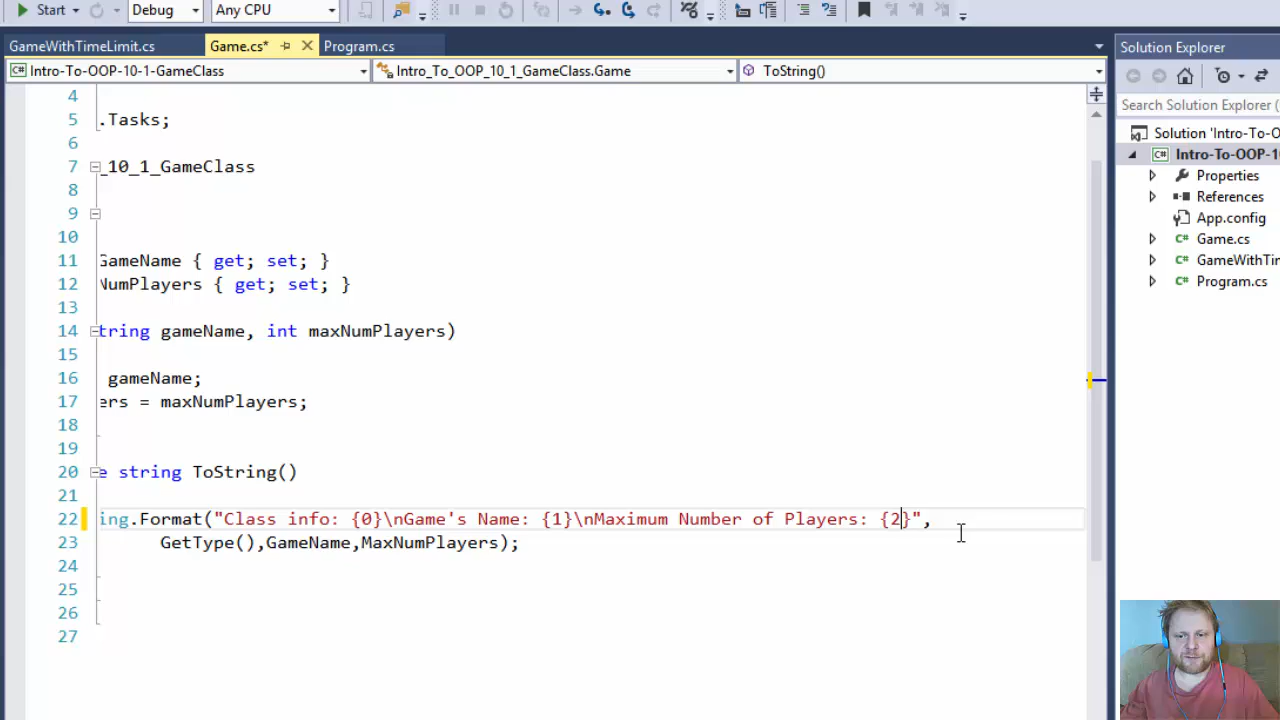 Start Debug Any CPU
GameWithTimeLimit.cs Game.cs* Program.cs
Solution Explorer
Intro-To-OOP-10-1-GameClass Intro_To_OOP_10_1_GameClass.Game ToString()
Search Solution Explorer (
Solution 'Intro-To-O
Intro-To-OOP-1
Properties
References
App.config
Game.cs
GameWithTim
Program.cs
4
5 .Tasks;
6
7 _10_1_GameClass
8
9
10
11 GameName { get; set; }
12 NumPlayers { get; set; }
13
14 tring gameName, int maxNumPlayers)
15
16 gameName;
17 ers = maxNumPlayers;
18
19
20 e string ToString()
21
22 ing.Format("Class info: {0}\nGame's Name: {1}\nMaximum Number of Players: {2}",
23 GetType(),GameName,MaxNumPlayers);
24
25
26
27